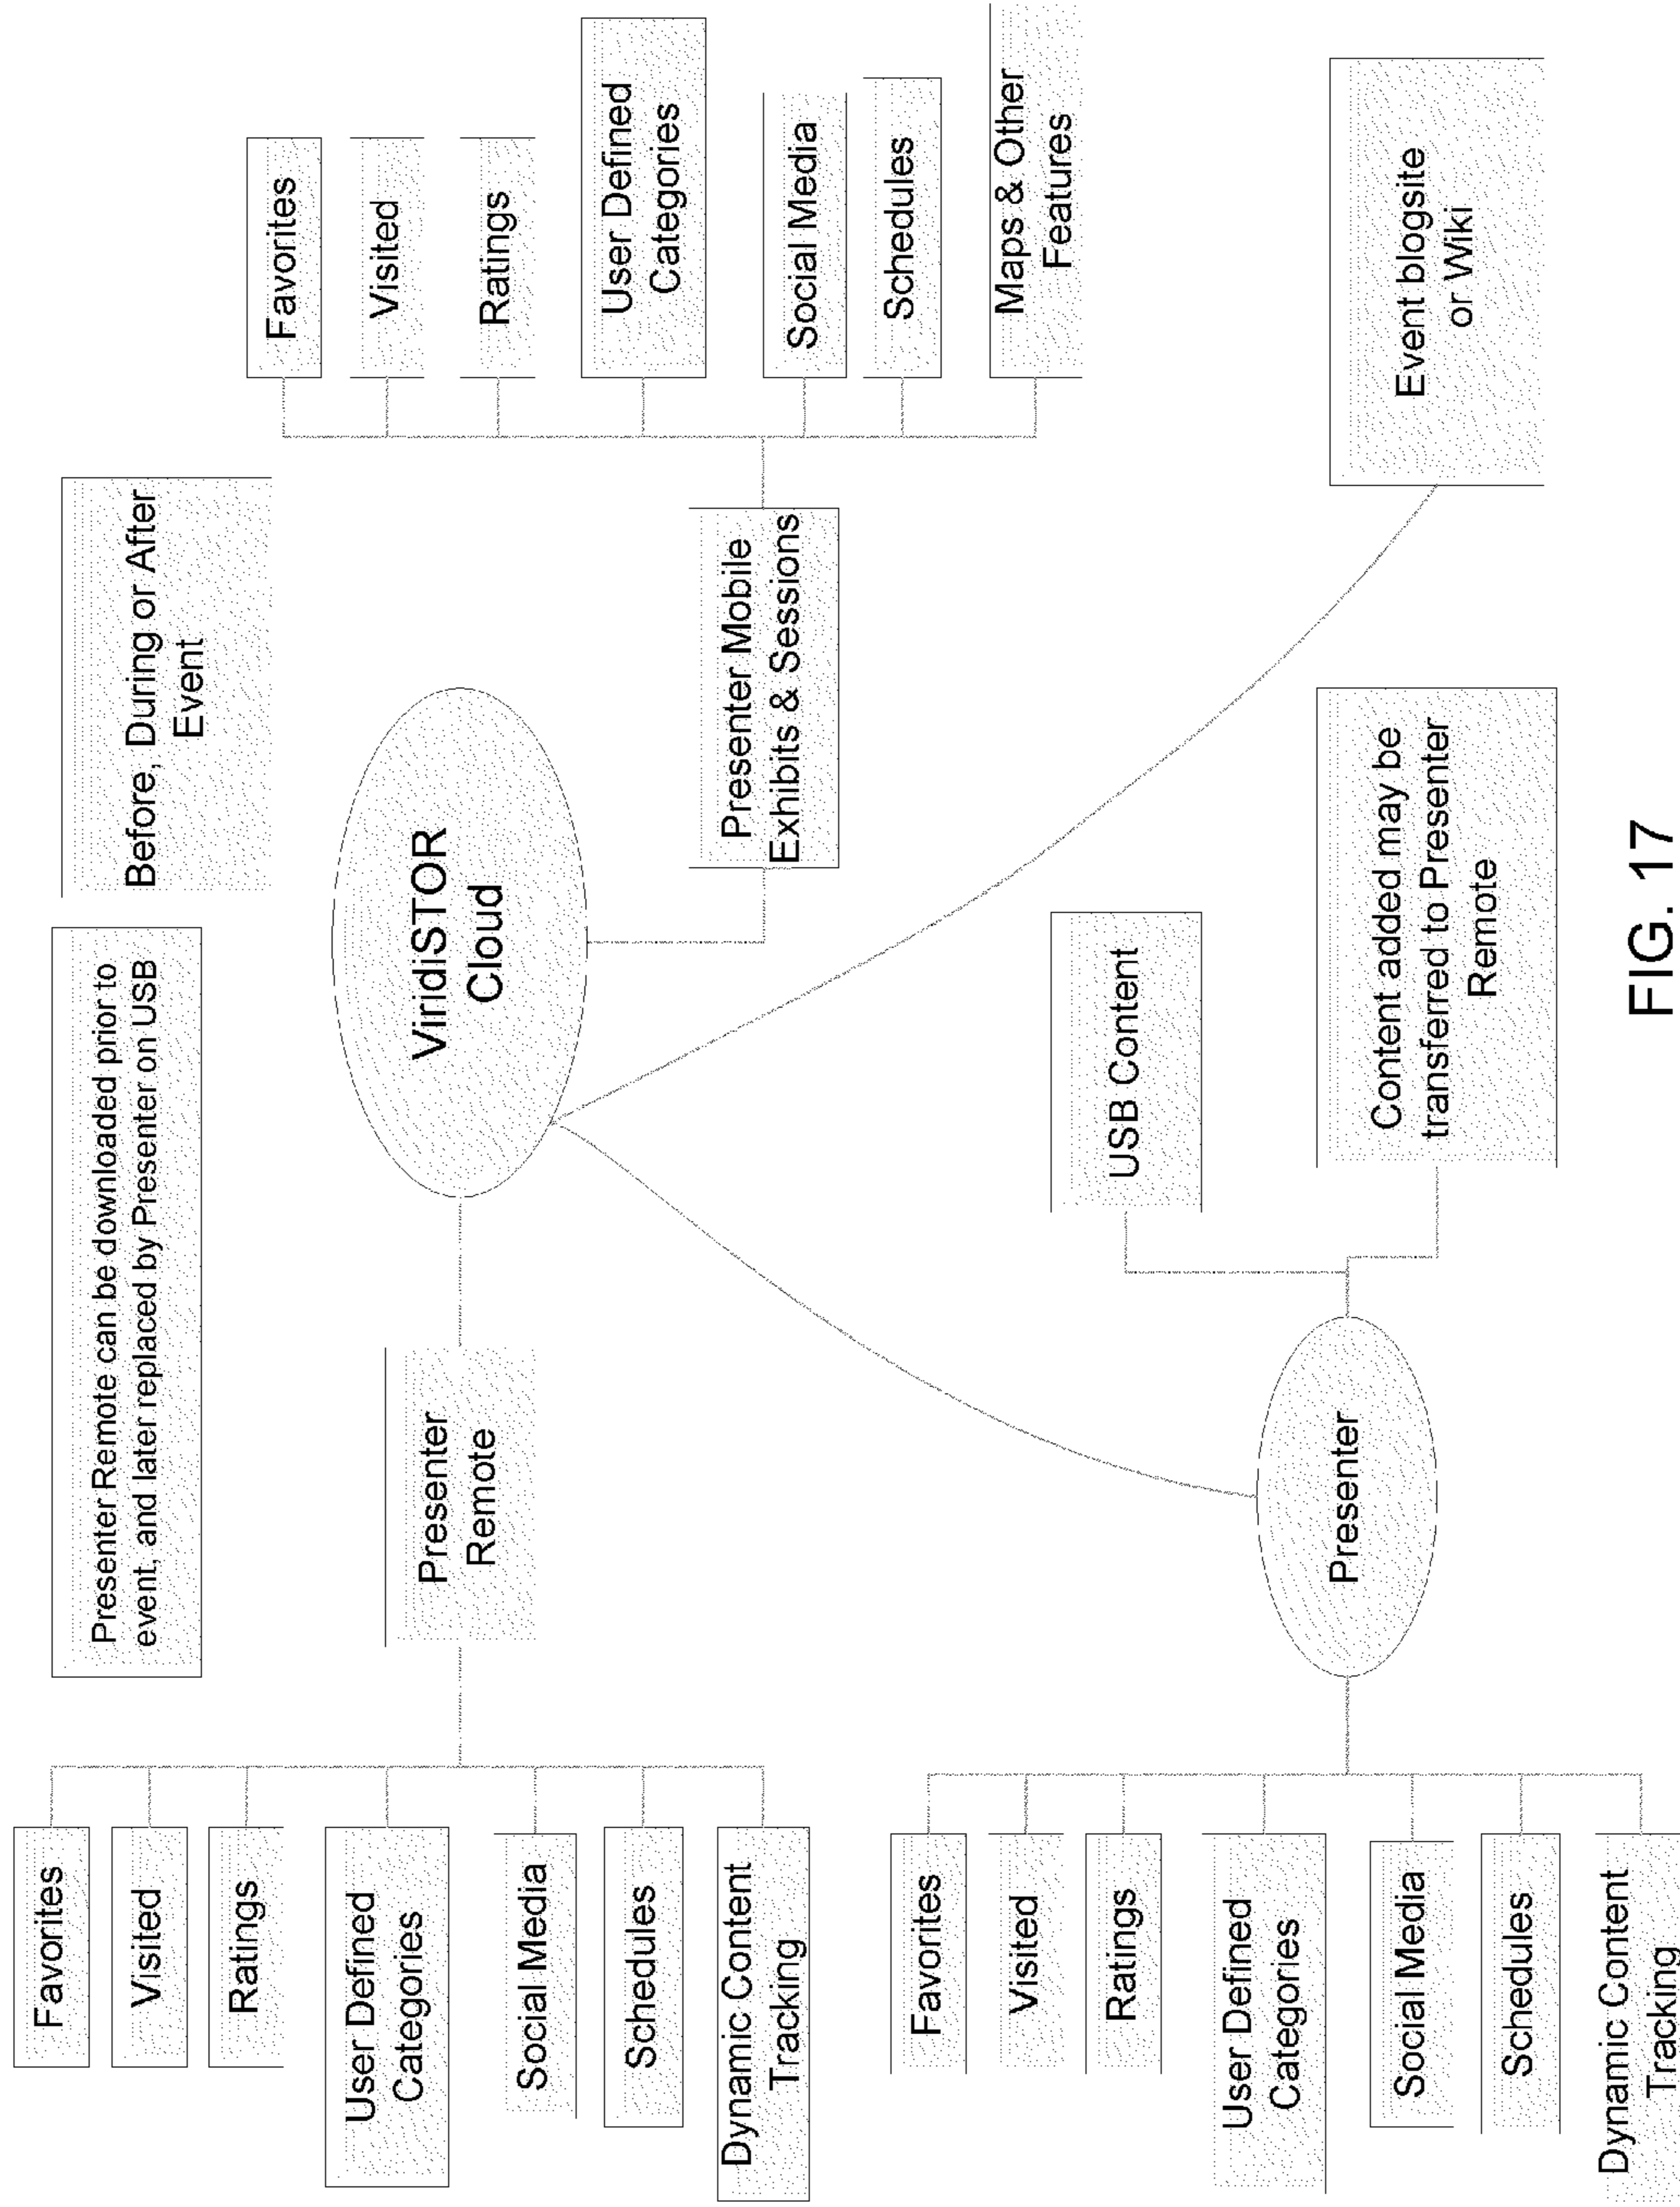 Presenter Remote can be downloaded prior to
event, and later replaced by Presenter on USB
Before, During or After
Event
Favorites
Visited
Ratings
User Defined
Categories
Social Media
Schedules
Dynamic Content
Tracking
Presenter
Remote
ViridiSTOR
Cloud
Presenter Mobile
Exhibits & Sessions
Favorites
Visited
Ratings
User Defined
Categories
Social Media
Schedules
Maps & Other
Features
Favorites
Visited
Ratings
User Defined
Categories
Social Media
Schedules
Dynamic Content
Tracking
Presenter
USB Content
Content added may be
transferred to Presenter
Remote
Event blogsite
or Wiki
FIG. 17